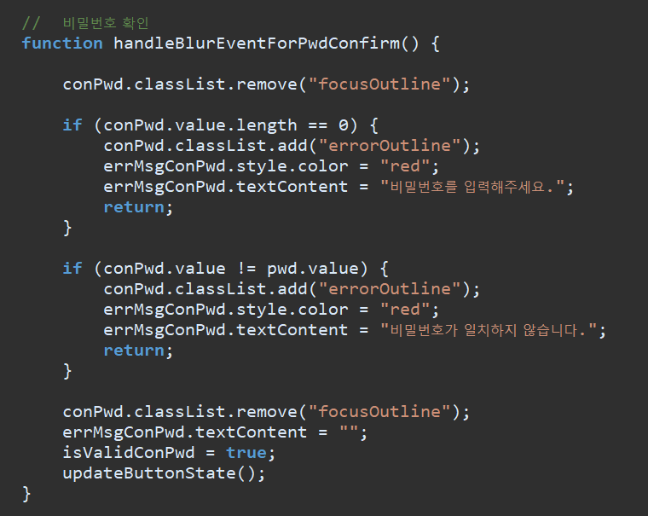 //  비밀번호 확인
function handleBlurEventForPwdConfirm() {
conPwd.classList.remove("focusOutline");
if (conPwd.value.length == 0) {
conPwd.classList.add("errorOutline");
errMsgConPwd.style.color = "red";
errMsgConPwd.textContent = "비밀번호를 입력해주세요.";
return;
}
if (conPwd.value != pwd.value) {
conPwd.classList.add("errorOutline");
errMsgConPwd.style.color = "red";
errMsgConPwd.textContent = "비밀번호가 일치하지 않습니다.";
return;
}
conPwd.classList.remove("focusOutline");
errMsgConPwd.textContent = "";
isValidConPwd = true;
updateButtonState();
}